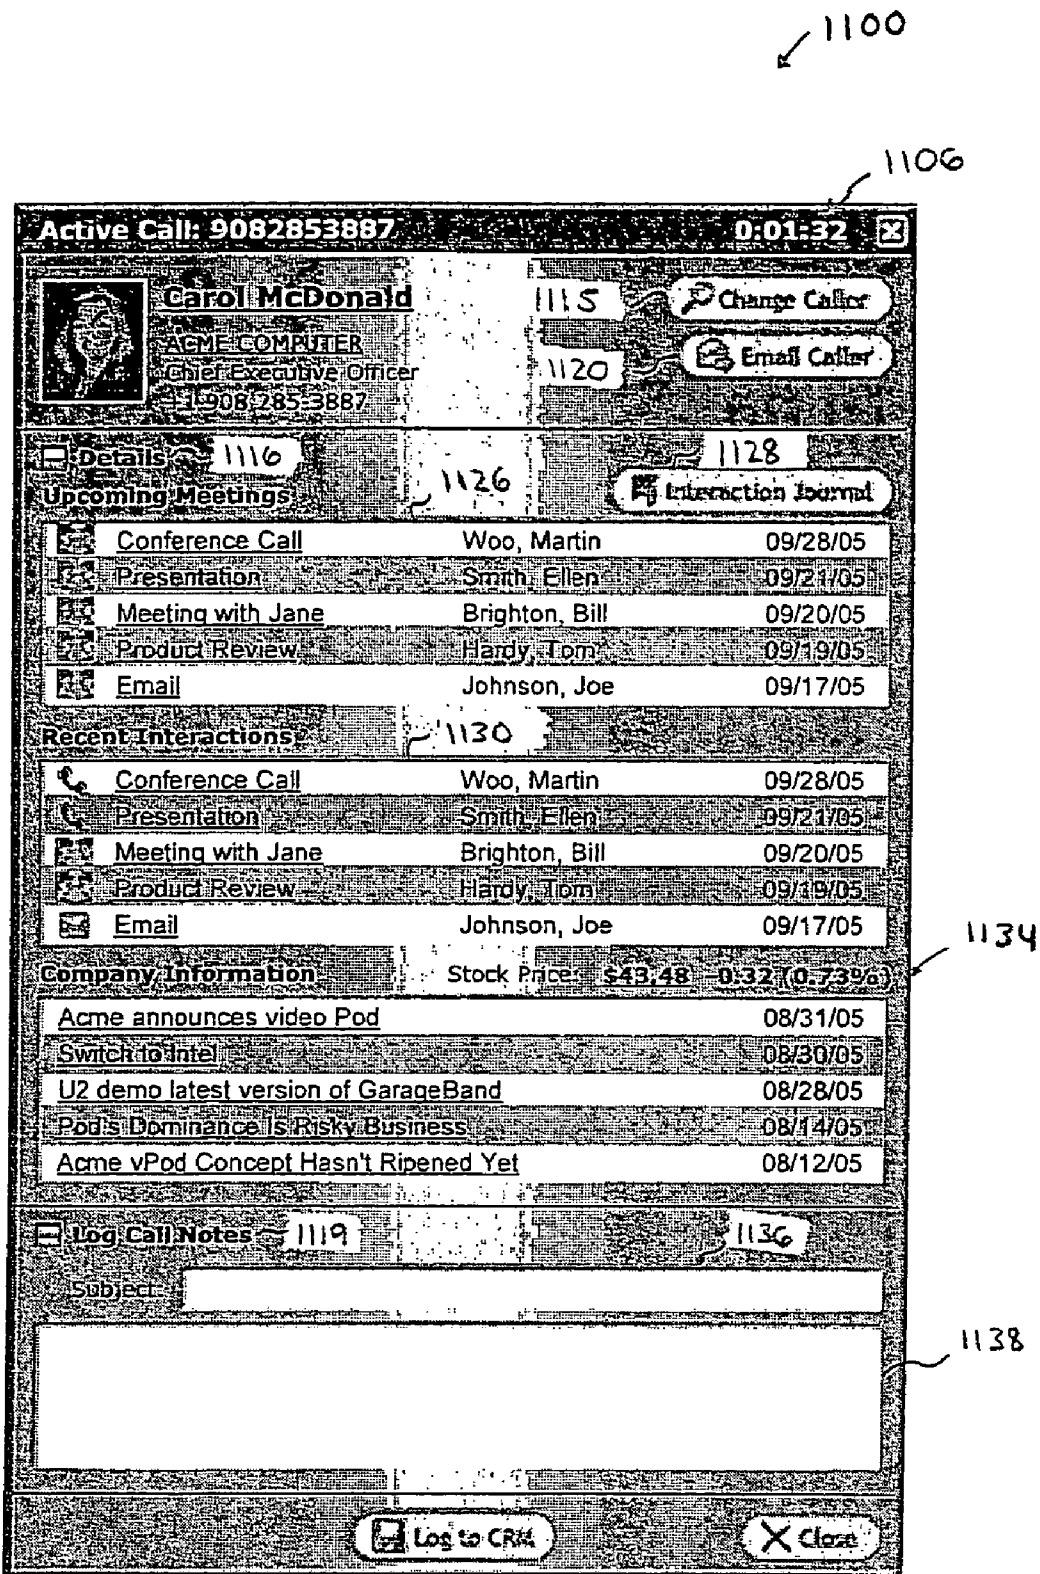 1100
1106
Active Call: 9082853887 0:01:32 X
Carol McDonald 1115 Change Caller
ACME COMPUTER
1120 Email Caller
Chief Executive Officer
+1-908-285-3887
Details 1116 1128
Upcoming Meetings 1126 Interaction Journal
Conference Call Woo, Martin 09/28/05
Presentation Smith, Ellen 09/21/05
Meeting with Jane Brighton, Bill 09/20/05
Product Review Hardy, Tom 09/19/05
Email Johnson, Joe 09/17/05
Recent Interactions 1130
Conference Call Woo, Martin 09/28/05
Presentation Smith, Ellen 09/21/05
Meeting with Jane Brighton, Bill 09/20/05
Product Review Hardy, Tom 09/19/05
Email Johnson, Joe 09/17/05
1134
Company Information Stock Price: $43.48 -0.32 (0.73%)
Acme announces video Pod 08/31/05
Switch to Intel 08/30/05
U2 demo latest version of GarageBand 08/28/05
Pod's Dominance Is Risky Business 08/14/05
Acme vPod Concept Hasn't Ripened Yet 08/12/05
Log Call Notes 1119 1136
Subject:
1138
Log to CRM X Close